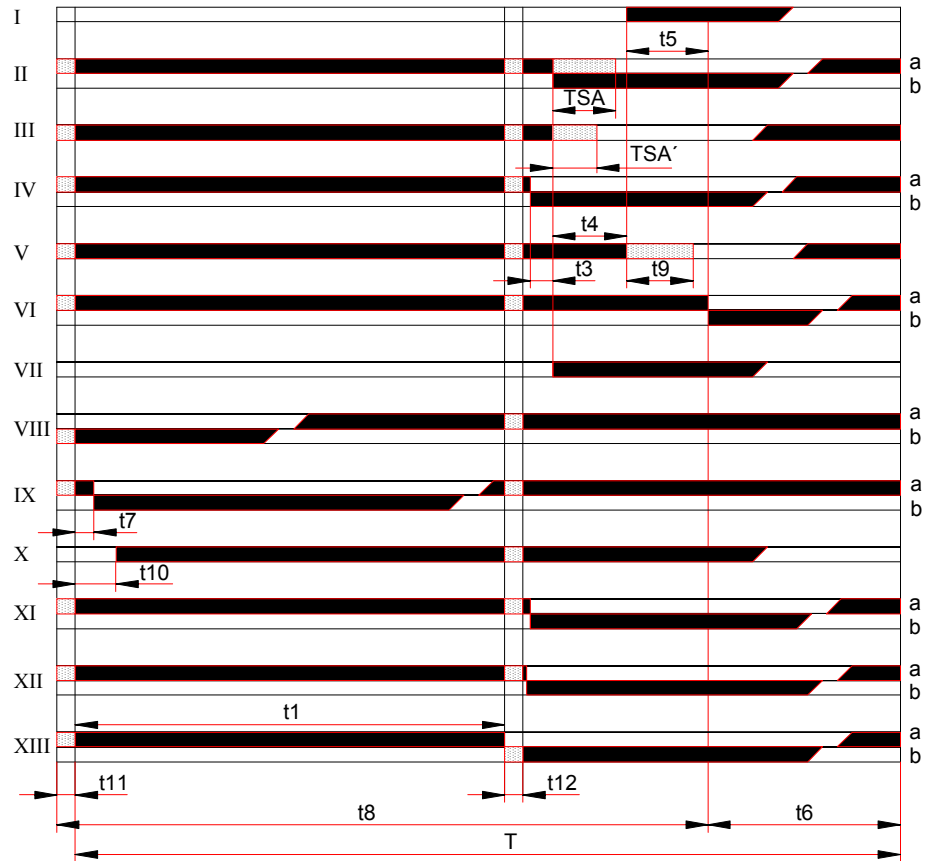 I
t5
II a
b
TSA
III
TSA´
IV a
b
t4
V
t3 t9
VI a
b
VII
VIII a
b
IX a
b
t7
X
t10
XI a
b
XII a
b
t1
XIII a
b
t11 t12
t8 t6
T